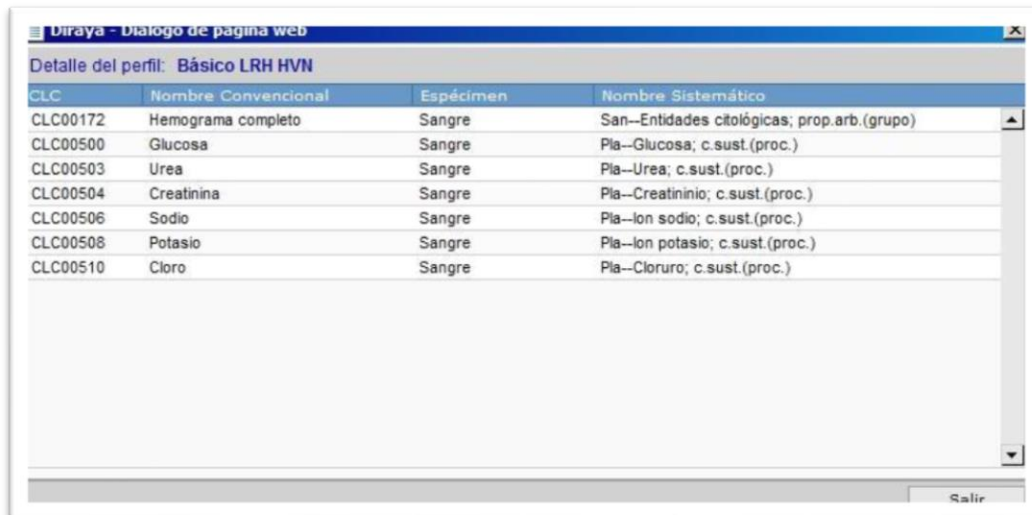 Diraya - Diálogo de página web
Detalle del perfil: Básico LRH HVN
CLC Nombre Convencional Espécimen Nombre Sistemático
CLC00172 Hemograma completo Sangre San--Entidades citológicas; prop.arb.(grupo)
CLC00500 Glucosa Sangre Pla--Glucosa; c.sust.(proc.)
CLC00503 Urea Sangre Pla--Urea; c.sust.(proc.)
CLC00504 Creatinina Sangre Pla--Creatininio; c.sust.(proc.)
CLC00506 Sodio Sangre Pla--Ion sodio; c.sust.(proc.)
CLC00508 Potasio Sangre Pla--Ion potasio; c.sust.(proc.)
CLC00510 Cloro Sangre Pla--Cloruro; c.sust.(proc.)
Salir